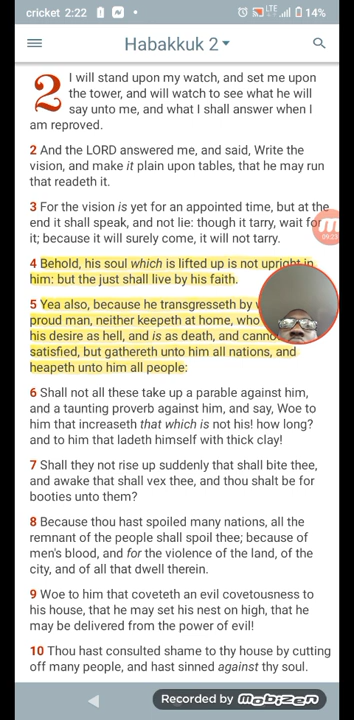 cricket 2:22 LTE 14%
Habakkuk 2
2 I will stand upon my watch, and set me upon
the tower, and will watch to see what he will
say unto me, and what I shall answer when I
am reproved.
2 And the LORD answered me, and said, Write the
vision, and make it plain upon tables, that he may run
that readeth it.
3 For the vision is yet for an appointed time, but at the
end it shall speak, and not lie: though it tarry, wait for
it; because it will surely come, it will not tarry.
09:23
4 Behold, his soul which is lifted up is not upright in
him: but the just shall live by his faith.
5 Yea also, because he transgresseth by
proud man, neither keepeth at home, who
his desire as hell, and is as death, and
satisfied, but gathereth unto him all nations, and
heapeth unto him all people:
6 Shall not all these take up a parable against him,
and a taunting proverb against him, and say, Woe to
him that increaseth that which is not his! how long?
and to him that ladeth himself with thick clay!
7 Shall they not rise up suddenly that shall bite thee,
and awake that shall vex thee, and thou shalt be for
booties unto them?
8 Because thou hast spoiled many nations, all the
remnant of the people shall spoil thee; because of
men's blood, and for the violence of the land, of the
city, and of all that dwell therein.
9 Woe to him that coveteth an evil covetousness to
his house, that he may set his nest on high, that he
may be delivered from the power of evil!
10 Thou hast consulted shame to thy house by cutting
off many people, and hast sinned against thy soul.
Recorded by mobizen